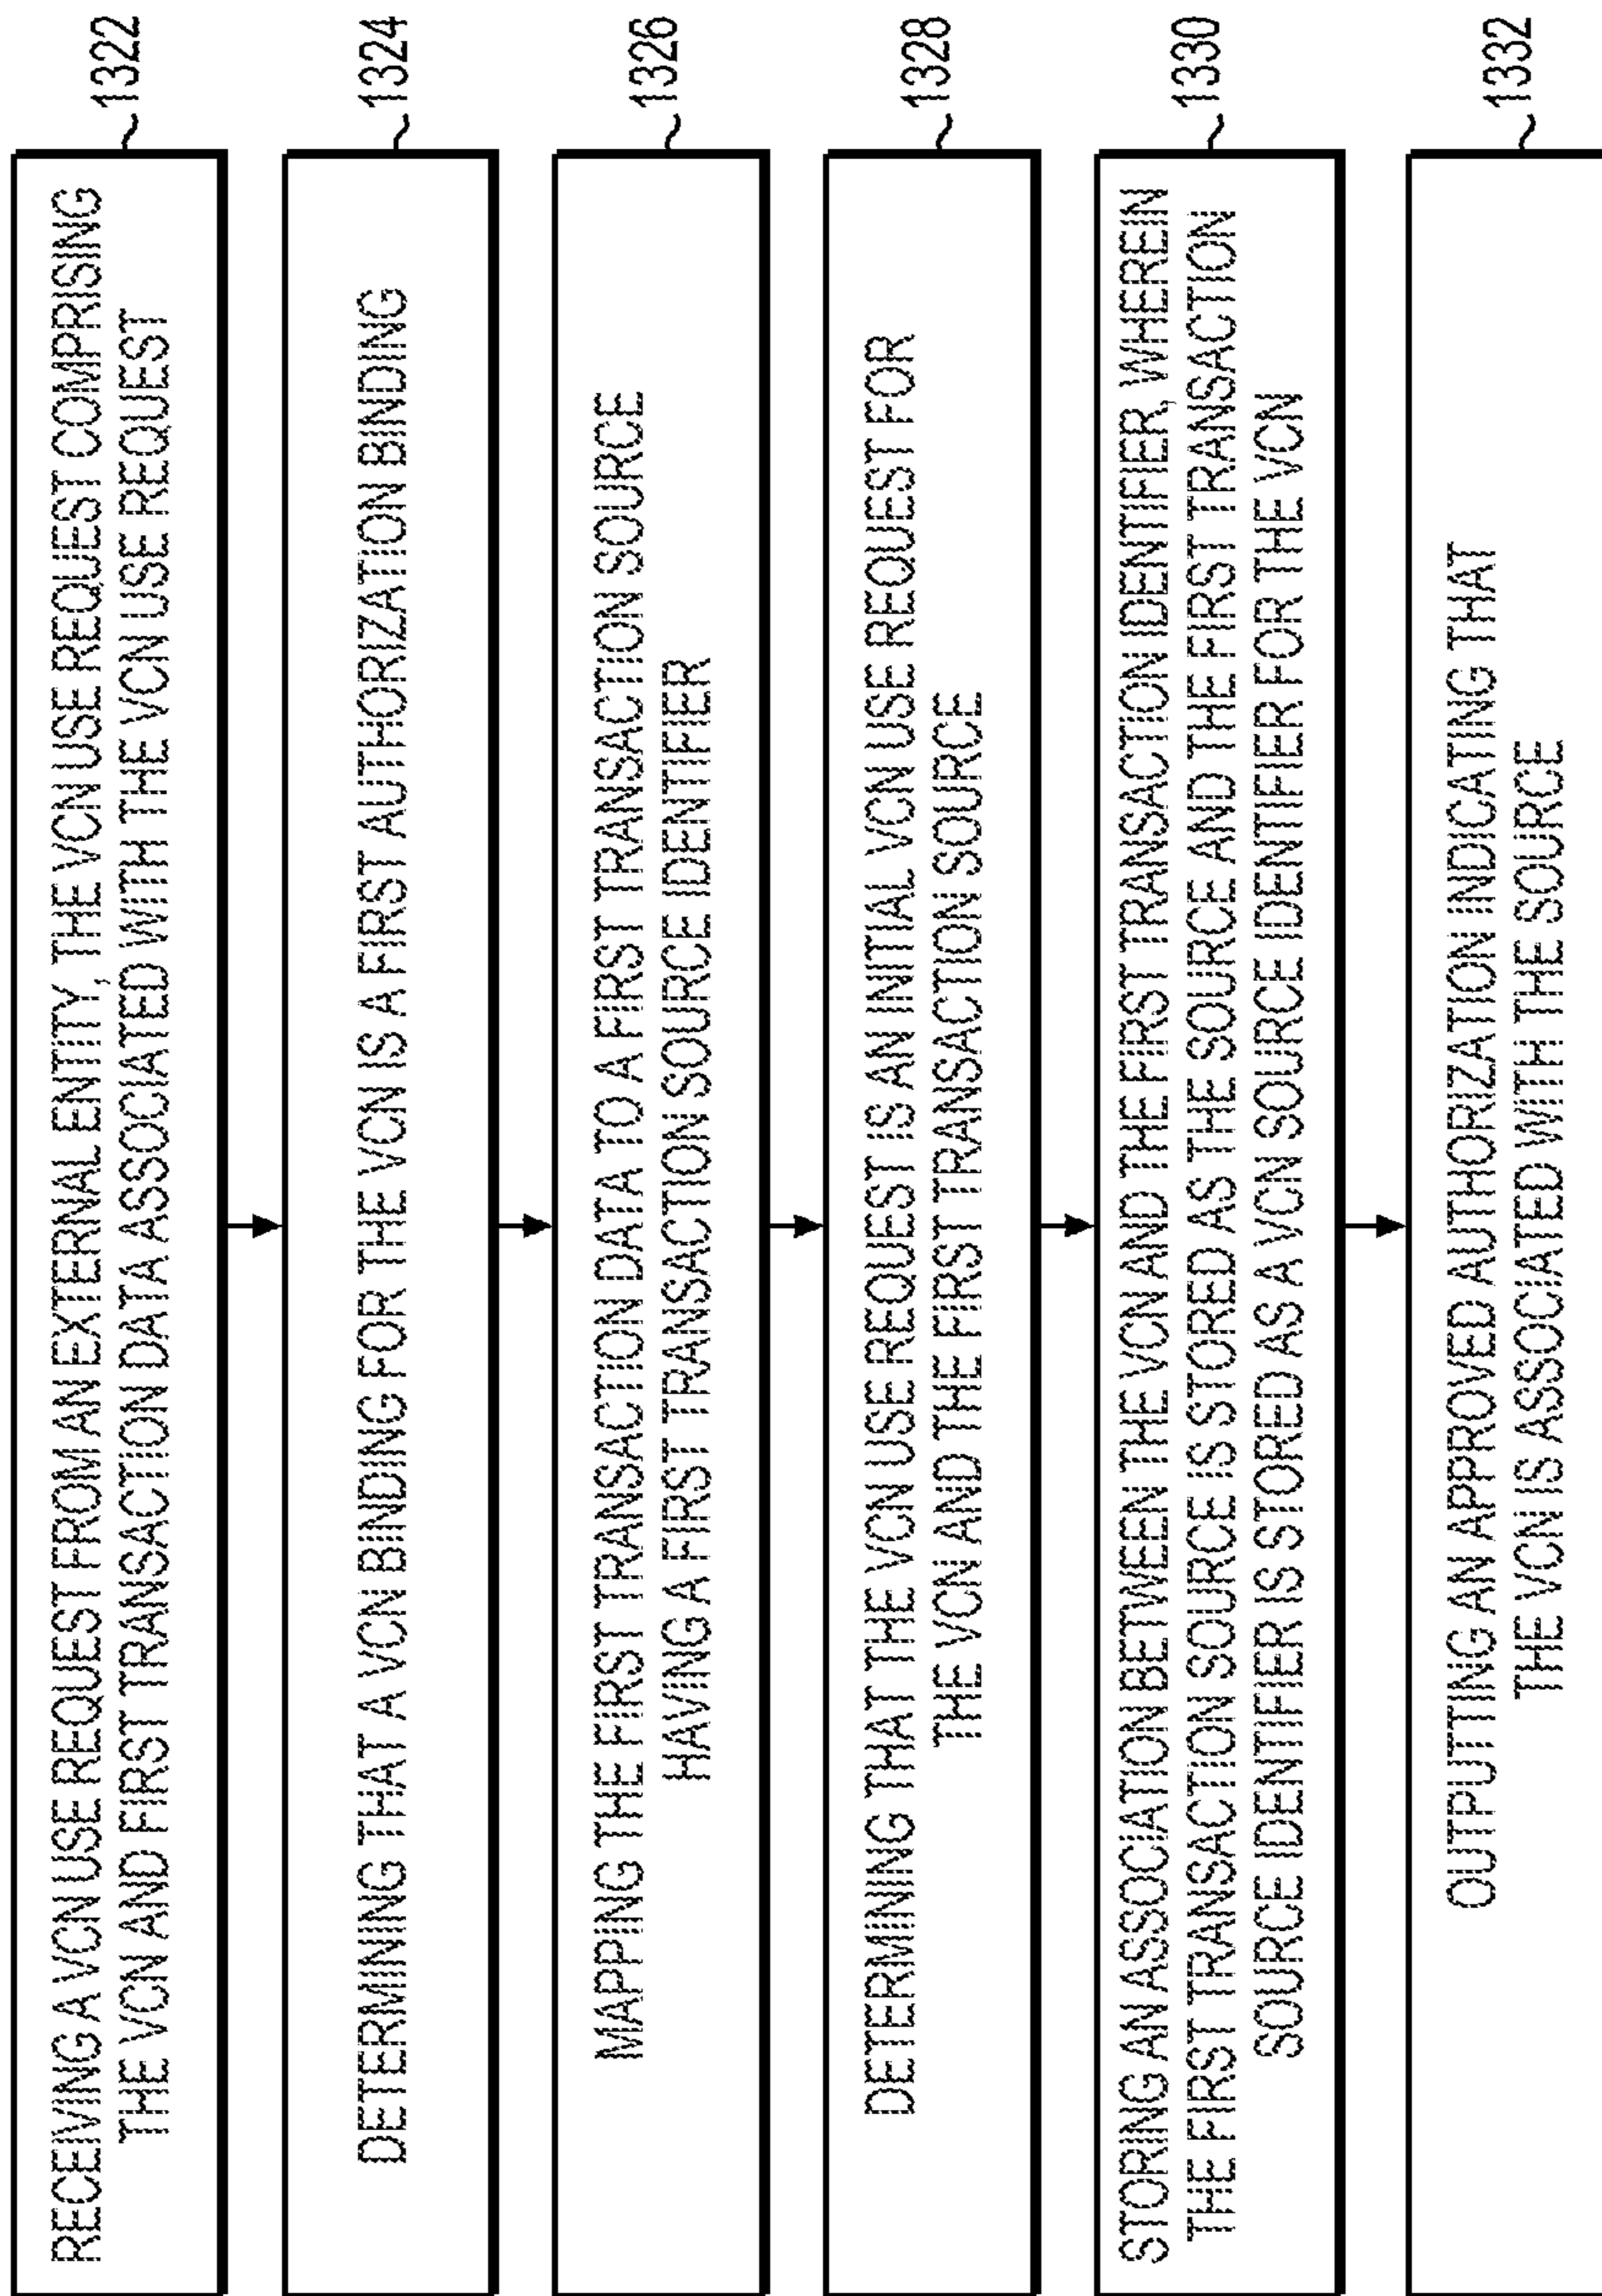 RECEIVING A VCN USE REQUEST FROM AN EXTERNAL ENTITY, THE VCN USE REQUEST COMPRISING
THE VCN AND FIRST TRANSACTION DATA ASSOCIATED WITH THE VCN USE REQUEST
1322
DETERMINING THAT A VCN BINDING FOR THE VCN IS A FIRST AUTHORIZATION BINDING
1324
MAPPING THE FIRST TRANSACTION DATA TO A FIRST TRANSACTION SOURCE
HAVING A FIRST TRANSACTION SOURCE IDENTIFIER
1326
DETERMINING THAT THE VCN USE REQUEST IS AN INITIAL VCN USE REQUEST FOR
THE VCN AND THE FIRST TRANSACTION SOURCE
1328
STORING AN ASSOCIATION BETWEEN THE VCN AND THE FIRST TRANSACTION IDENTIFIER, WHEREIN
THE FIRST TRANSACTION SOURCE IS STORED AS THE SOURCE AND THE FIRST TRANSACTION
SOURCE IDENTIFIER IS STORED AS A VCN SOURCE IDENTIFIER FOR THE VCN
1330
OUTPUTTING AN APPROVED AUTHORIZATION INDICATING THAT
THE VCN IS ASSOCIATED WITH THE SOURCE
1332